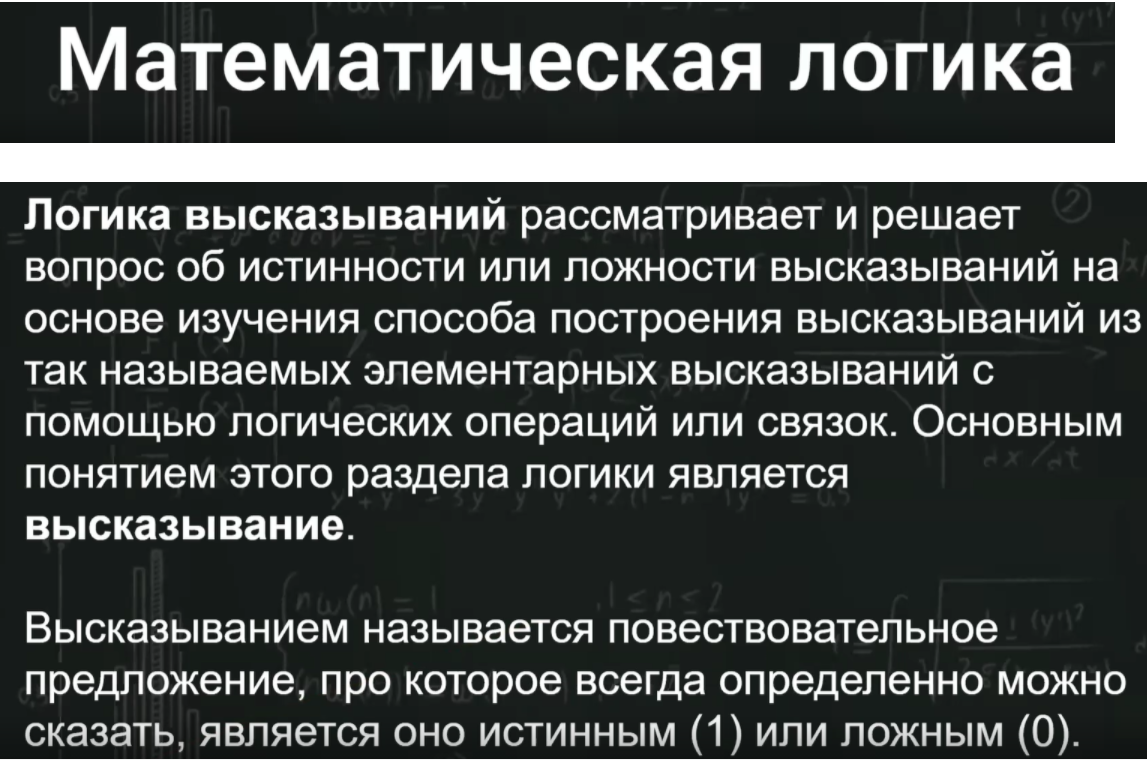 Математическая логика
Логика высказываний рассматривает и решает
вопрос об истинности или ложности высказываний на
основе изучения способа построения высказываний из
так называемых элементарных высказываний с
помощью логических операций или связок. Основным
понятием этого раздела логики является
высказывание.
Высказыванием называется повествовательное
предложение, про которое всегда определенно можно
сказать, является оно истинным (1) или ложным (0).